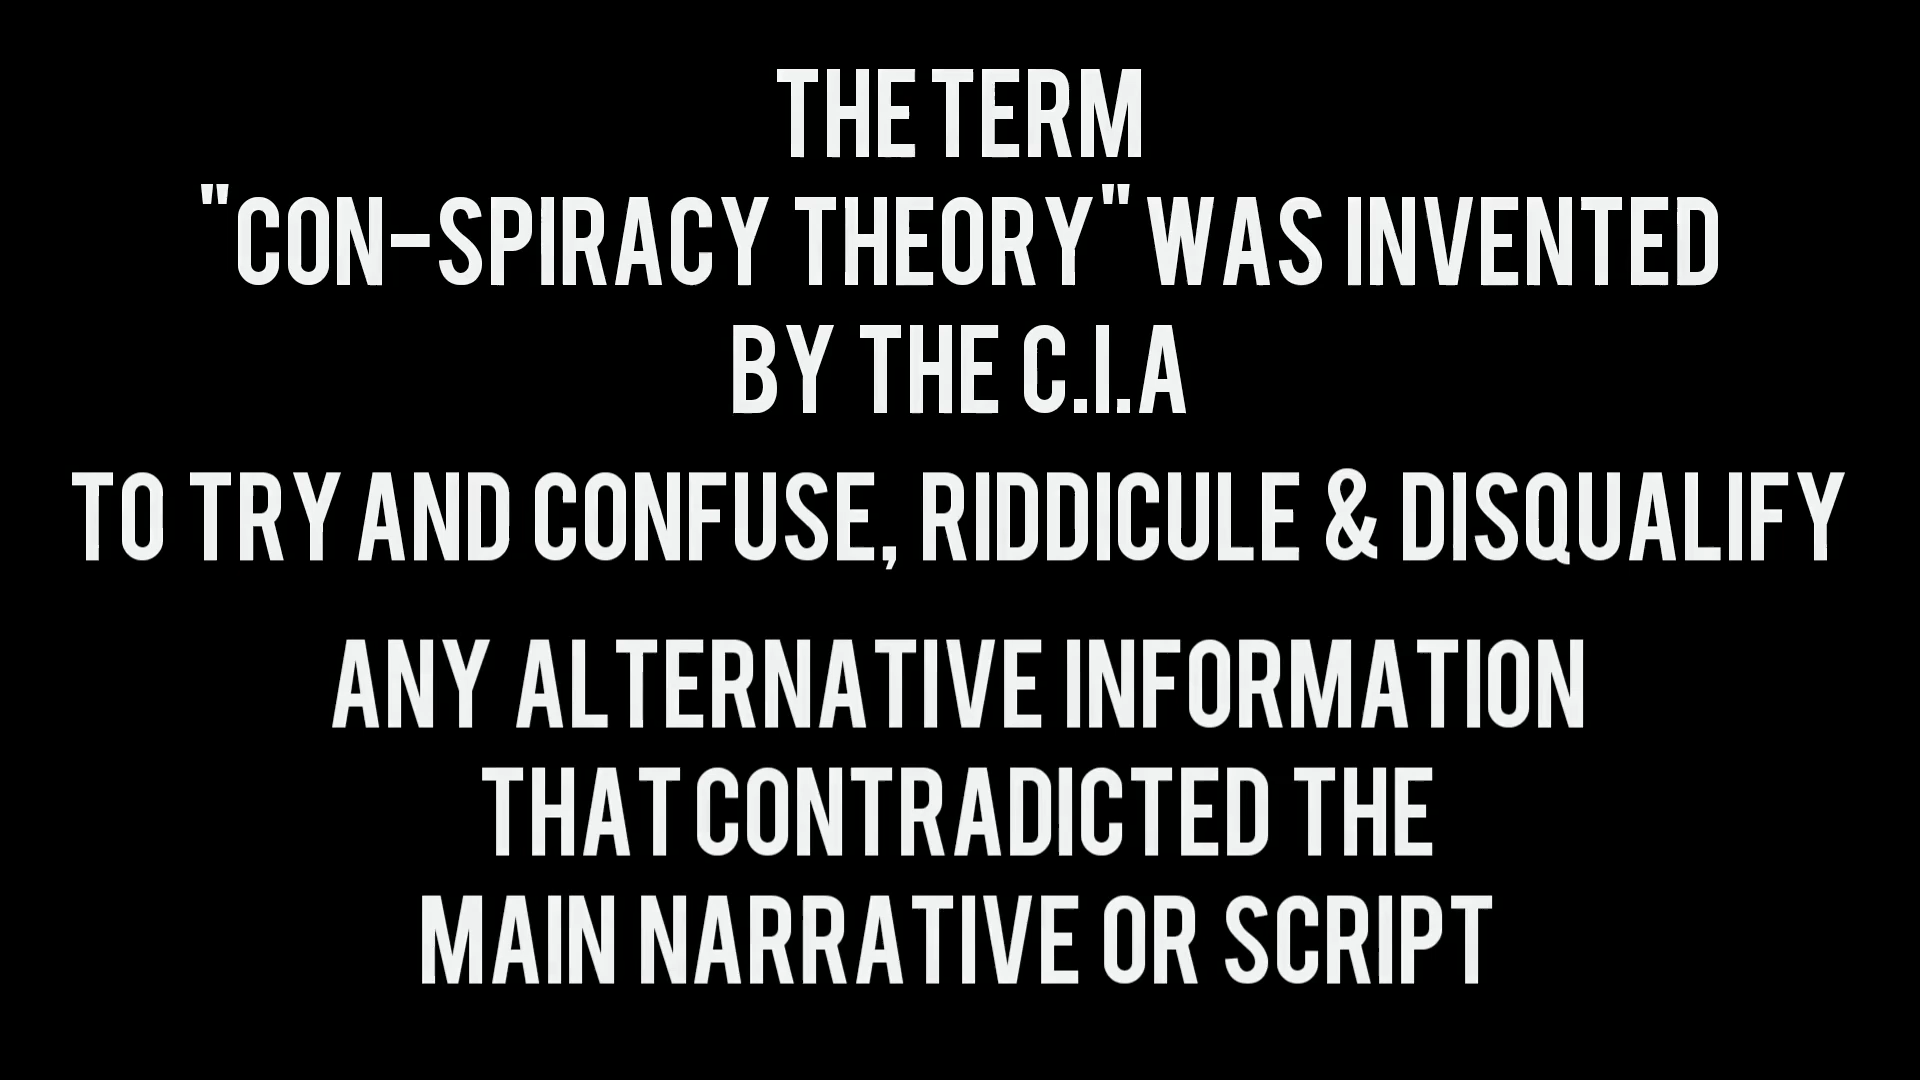 THE TERM
"CON-SPIRACY THEORY" WAS INVENTED
BY THE C.I.A
TO TRY AND CONFUSE, RIDDICULE & DISQUALIFY
ANY ALTERNATIVE INFORMATION
THAT CONTRADICTED THE
MAIN NARRATIVE OR SCRIPT